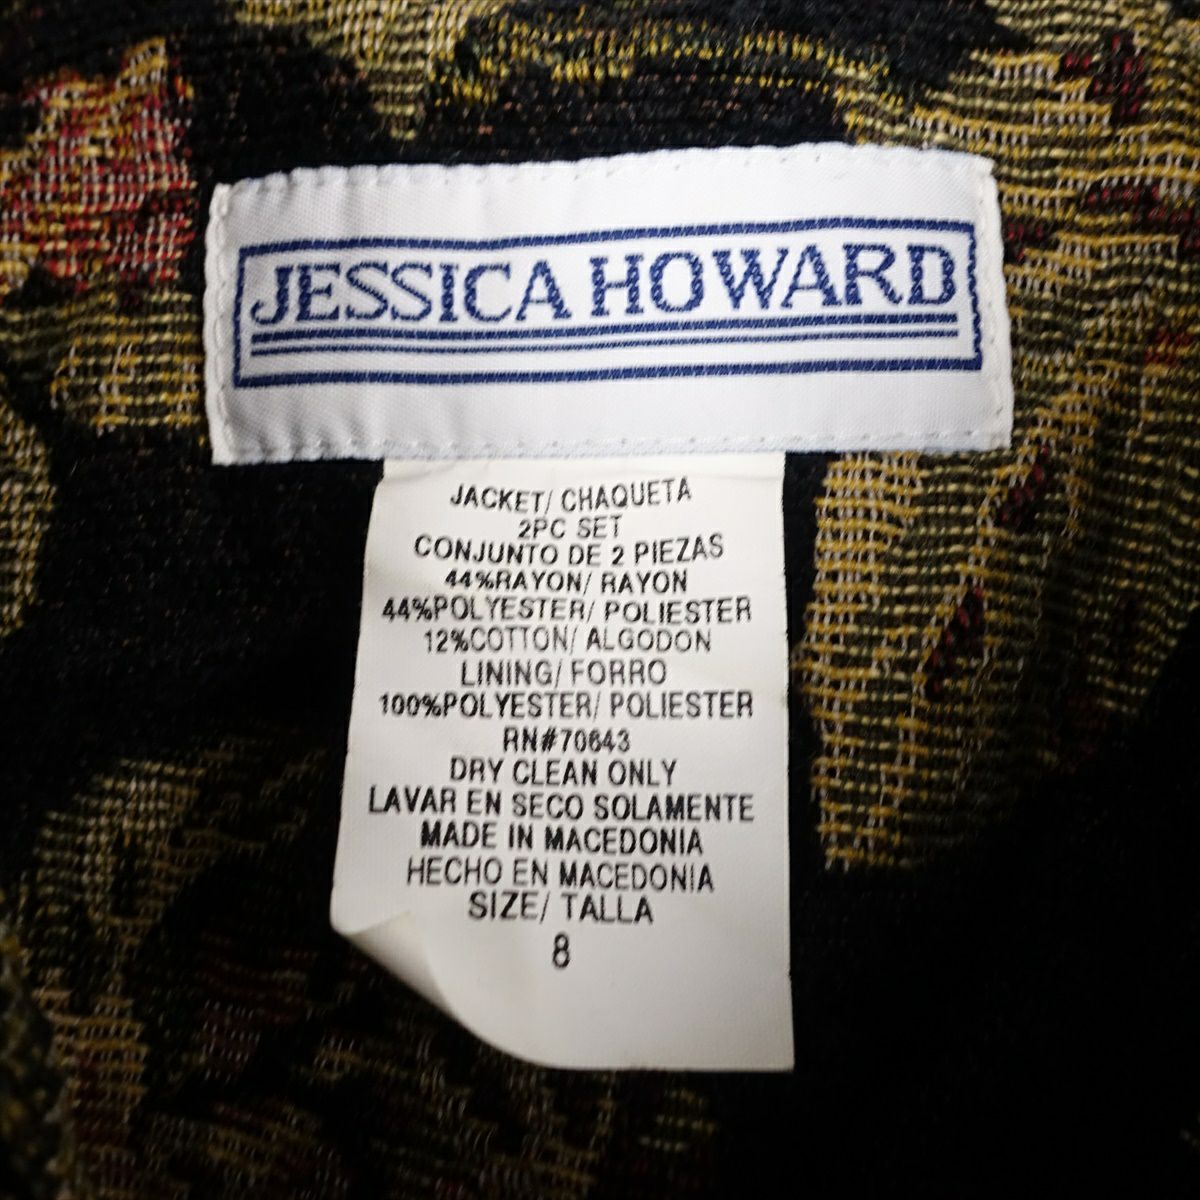 JESSICA HOWARD
JACKET/ CHAQUETA
2PC SET
CONJUNTO DE 2 PIEZAS
44%RAYON/ RAYON
44%POLYESTER/ POLIESTER
12%COTTON/ ALGODON
LINING/ FORRO
100%POLYESTER/ POLIESTER
RN#70643
DRY CLEAN ONLY
LAVAR EN SECO SOLAMENTE
MADE IN MACEDONIA
HECHO EN MACEDONIA
SIZE/ TALLA
8